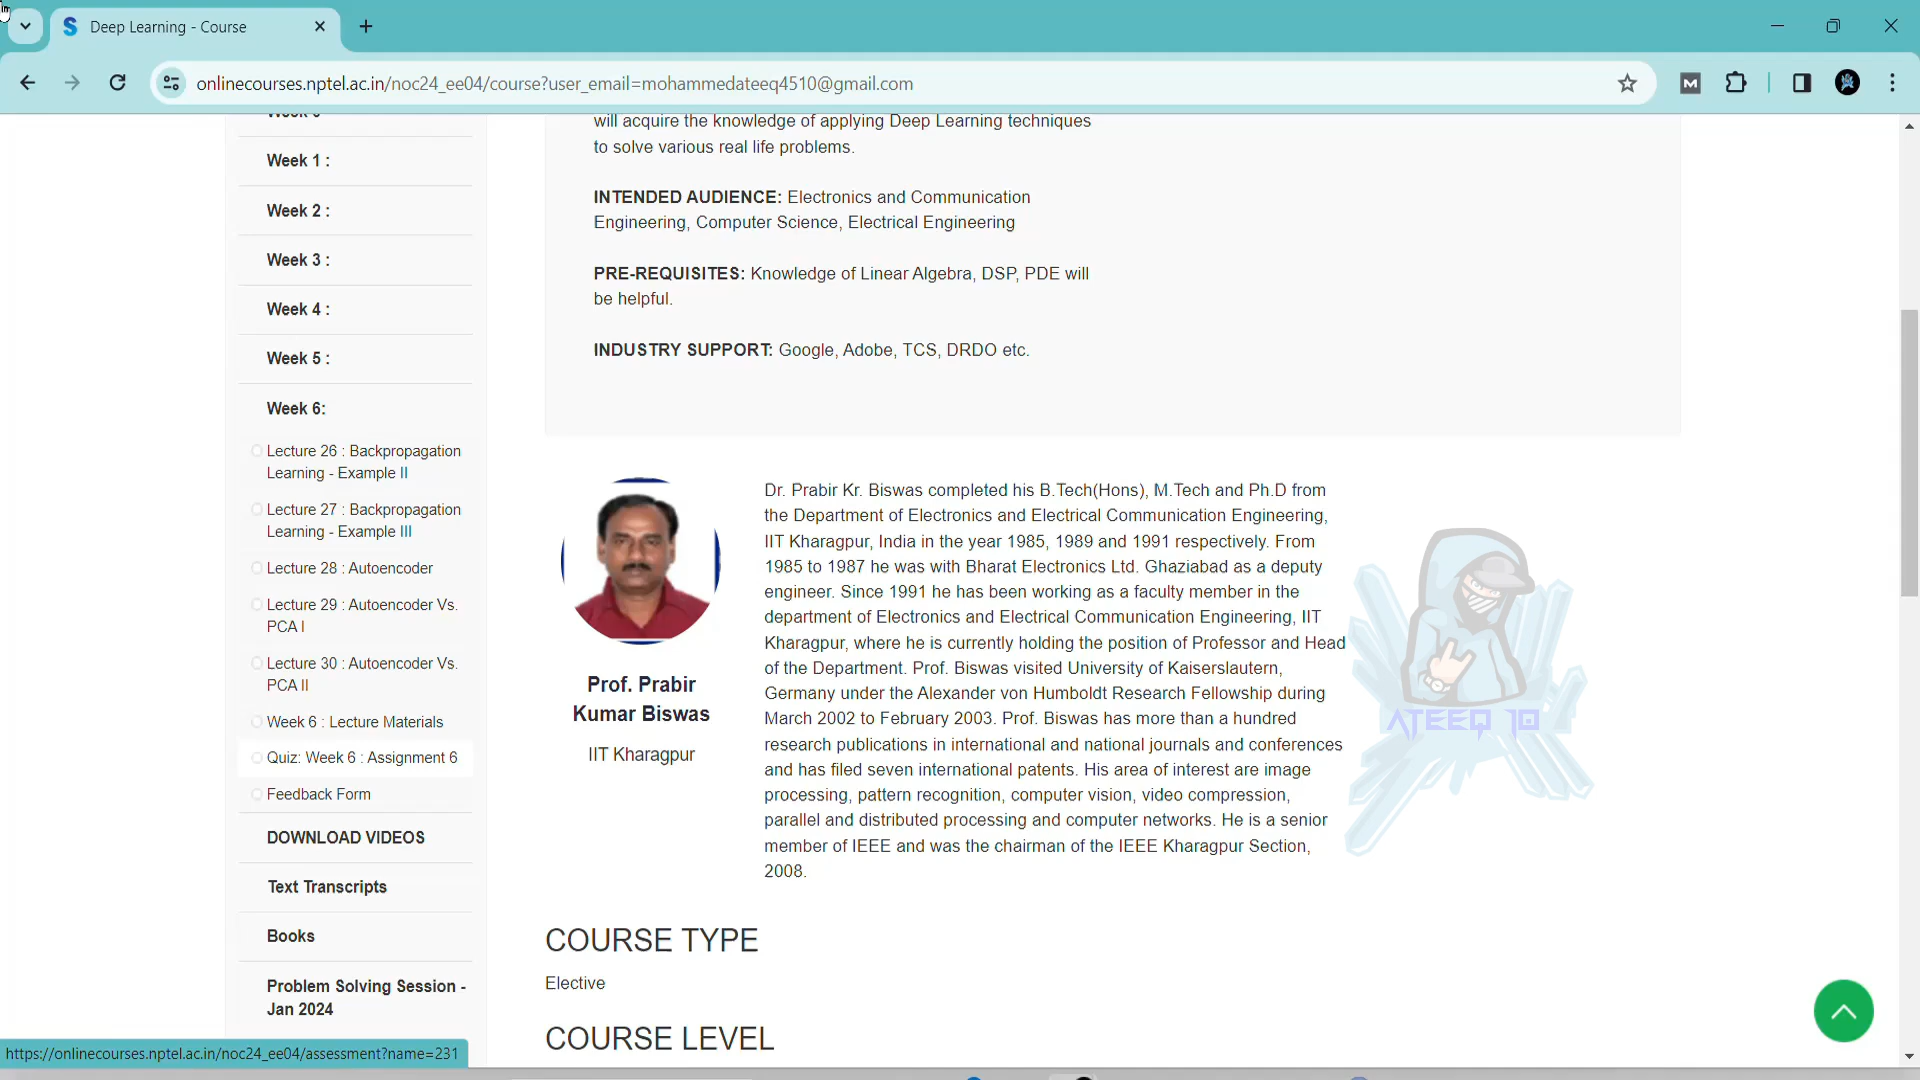 Deep Learning - Course
onlinecourses.nptel.ac.in/noc24_ee04/course?user_email=mohammedateeq4510@gmail.com
Week 1 :
Week 2 :
Week 3 :
Week 4 :
Week 5 :
Week 6:
Lecture 26 : Backpropagation
Learning - Example II
Lecture 27 : Backpropagation
Learning - Example III
Lecture 28 : Autoencoder
Lecture 29 : Autoencoder Vs.
PCA I
Lecture 30 : Autoencoder Vs.
PCA II
Week 6 : Lecture Materials
Quiz: Week 6 : Assignment 6
Feedback Form
DOWNLOAD VIDEOS
Text Transcripts
Books
Problem Solving Session -
Jan 2024
https://onlinecourses.nptel.ac.in/noc24_ee04/assessment?name=231
will acquire the knowledge of applying Deep Learning techniques
to solve various real life problems.
INTENDED AUDIENCE: Electronics and Communication
Engineering, Computer Science, Electrical Engineering
PRE-REQUISITES: Knowledge of Linear Algebra, DSP, PDE will
be helpful.
INDUSTRY SUPPORT: Google, Adobe, TCS, DRDO etc.
Prof. Prabir
Kumar Biswas
IIT Kharagpur
Dr. Prabir Kr. Biswas completed his B.Tech(Hons), M.Tech and Ph.D from
the Department of Electronics and Electrical Communication Engineering,
IIT Kharagpur, India in the year 1985, 1989 and 1991 respectively. From
1985 to 1987 he was with Bharat Electronics Ltd. Ghaziabad as a deputy
engineer. Since 1991 he has been working as a faculty member in the
department of Electronics and Electrical Communication Engineering, IIT
Kharagpur, where he is currently holding the position of Professor and Head
of the Department. Prof. Biswas visited University of Kaiserslautern,
Germany under the Alexander von Humboldt Research Fellowship during
March 2002 to February 2003. Prof. Biswas has more than a hundred
research publications in international and national journals and conferences
and has filed seven international patents. His area of interest are image
processing, pattern recognition, computer vision, video compression,
parallel and distributed processing and computer networks. He is a senior
member of IEEE and was the chairman of the IEEE Kharagpur Section,
2008.
ATEEQ 10
COURSE TYPE
Elective
COURSE LEVEL